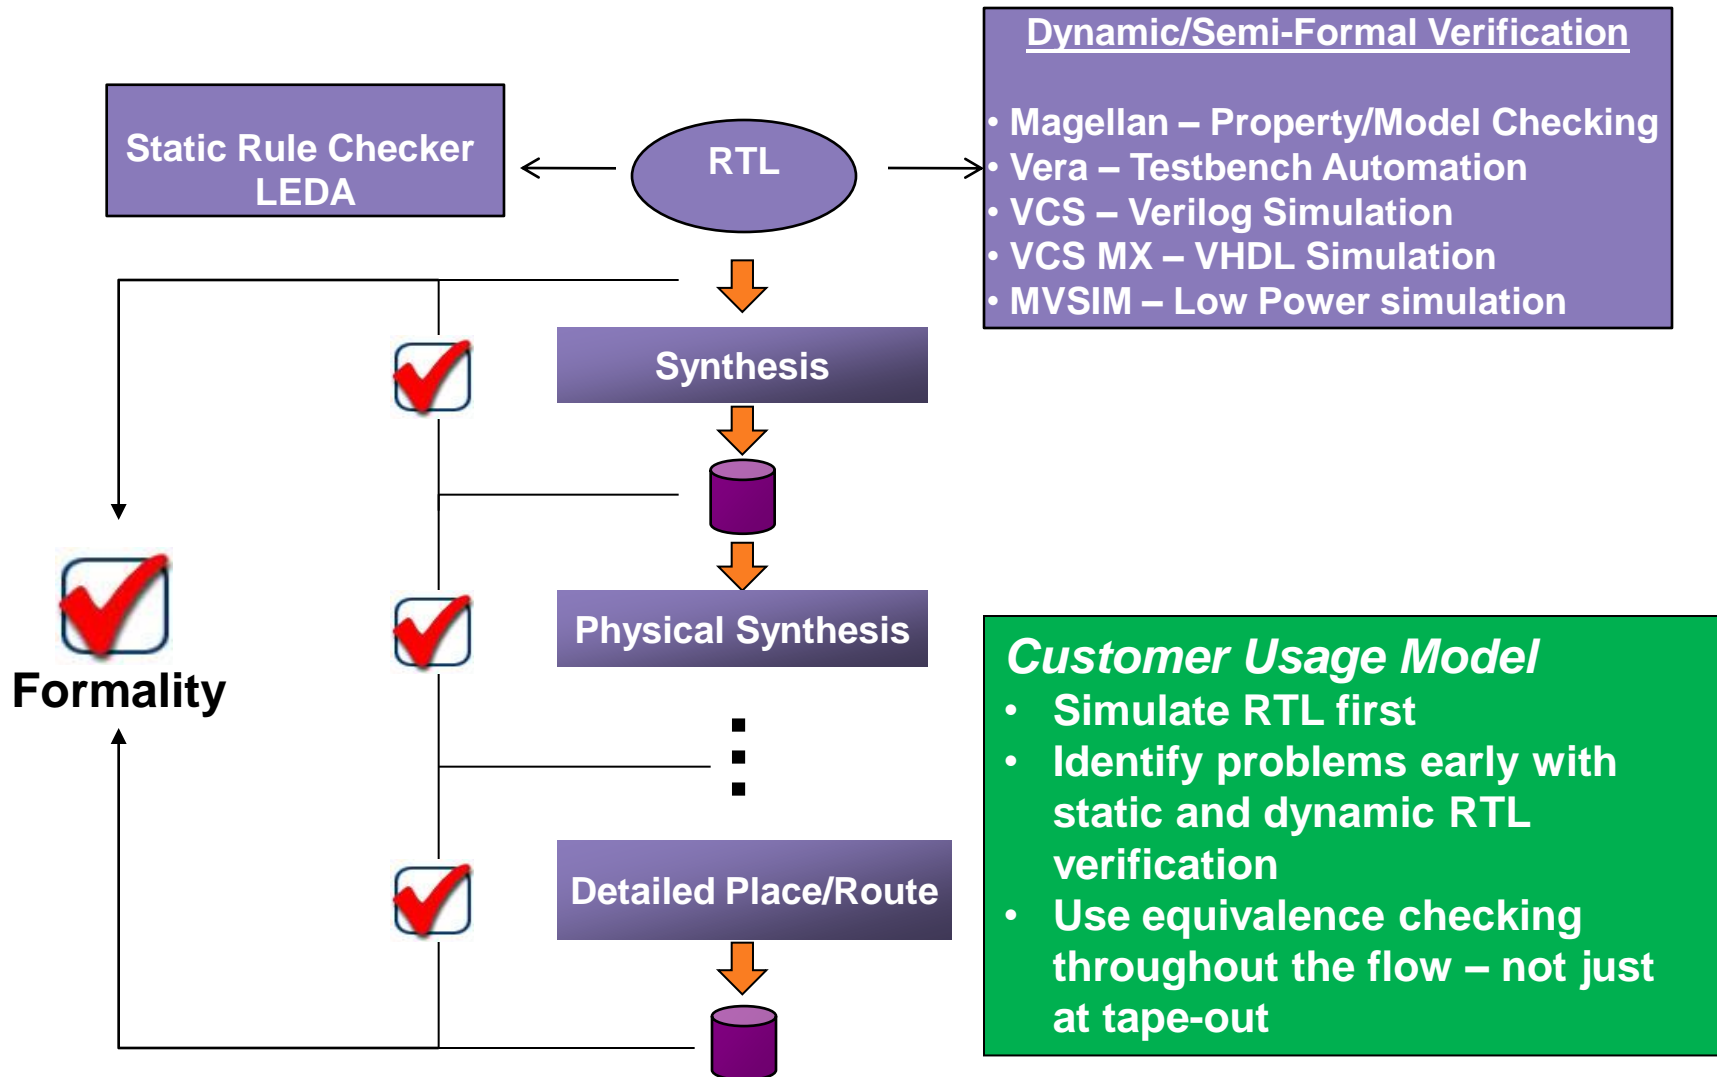 Dynamic/Semi-Formal Verification
• Magellan – Property/Model Checking
• Vera – Testbench Automation
• VCS – Verilog Simulation
• VCS MX – VHDL Simulation
• MVSIM – Low Power simulation
Static Rule Checker
LEDA
RTL
Synthesis
Physical Synthesis
Formality
Detailed Place/Route
Customer Usage Model
• Simulate RTL first
• Identify problems early with
static and dynamic RTL
verification
• Use equivalence checking
throughout the flow – not just
at tape-out